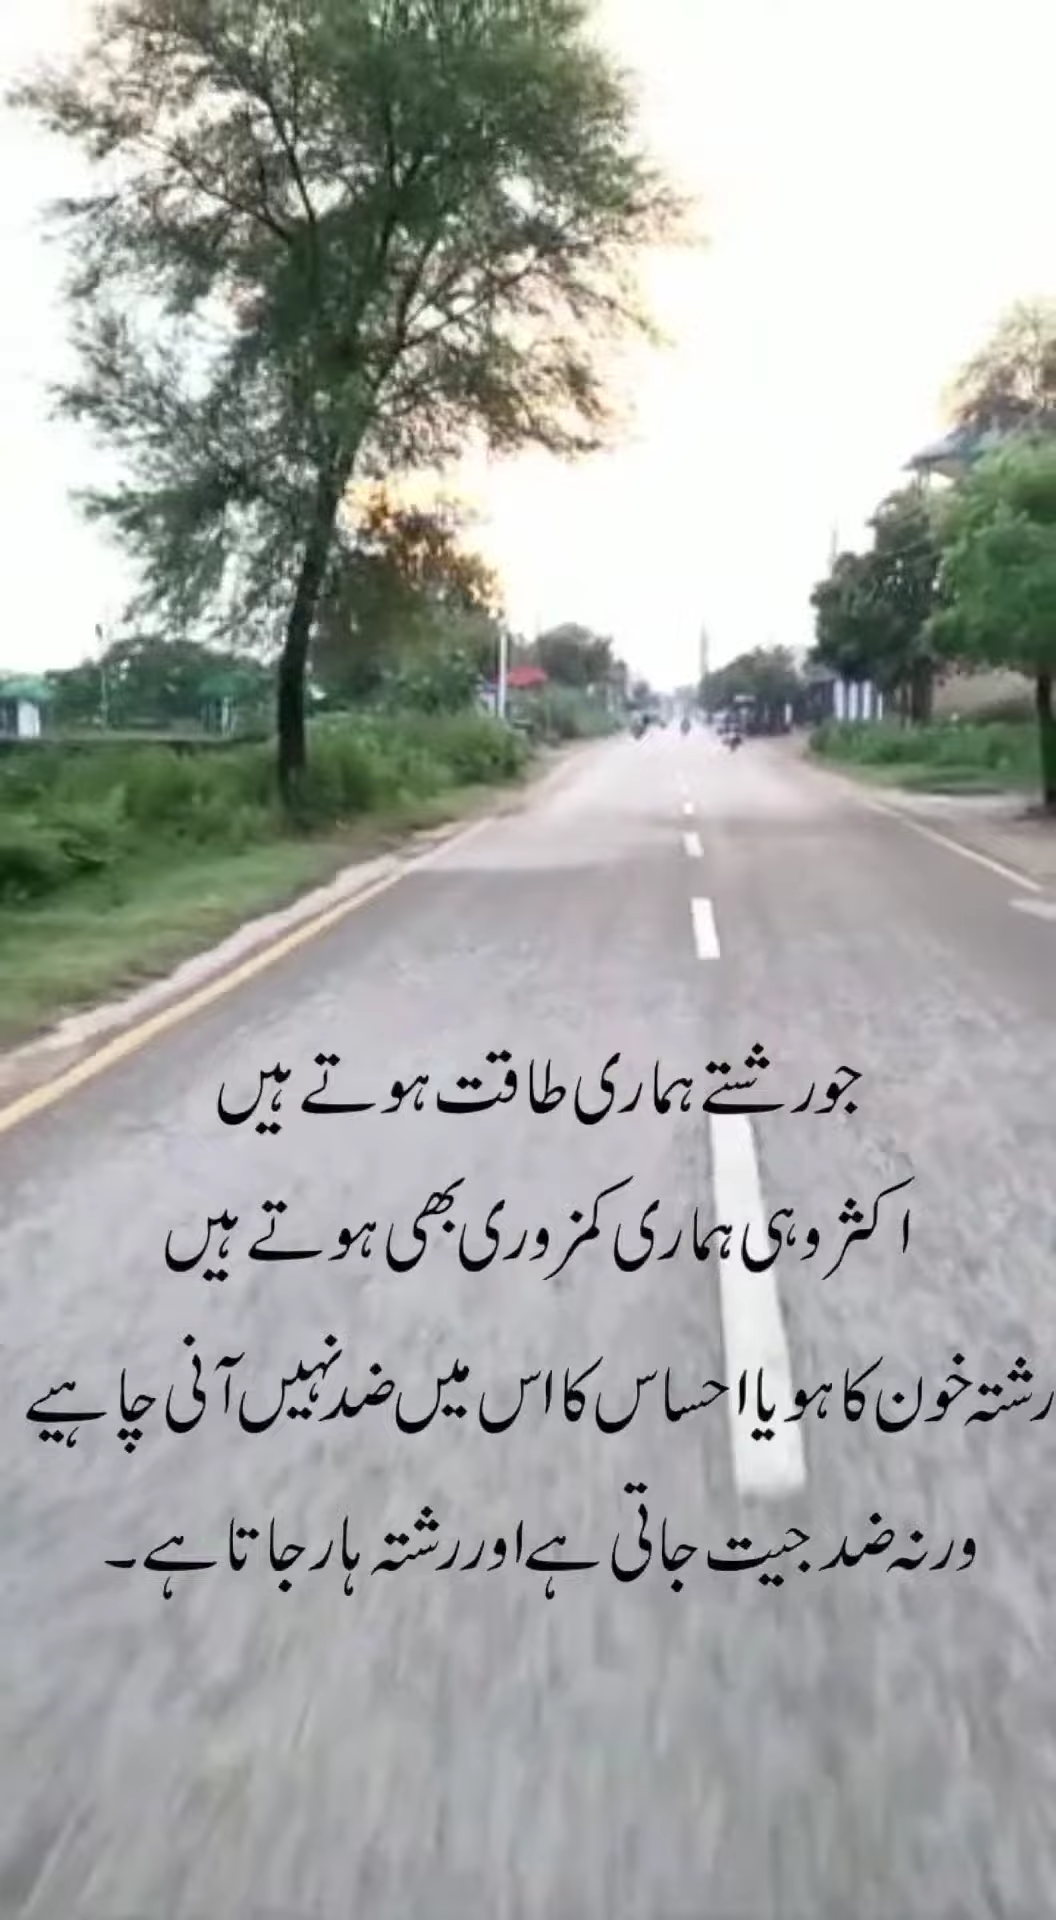 جو رشتے ہماری طاقت ہوتے ہیں
اکثر وہی ہماری کمزوری بھی ہوتے ہیں
رشتہ خون کا ہو یا احساس کا اس میں ضد نہیں آنی چاہیے
ورنہ ضد جیت جاتی ہے اور رشتہ ہار جاتا ہے۔